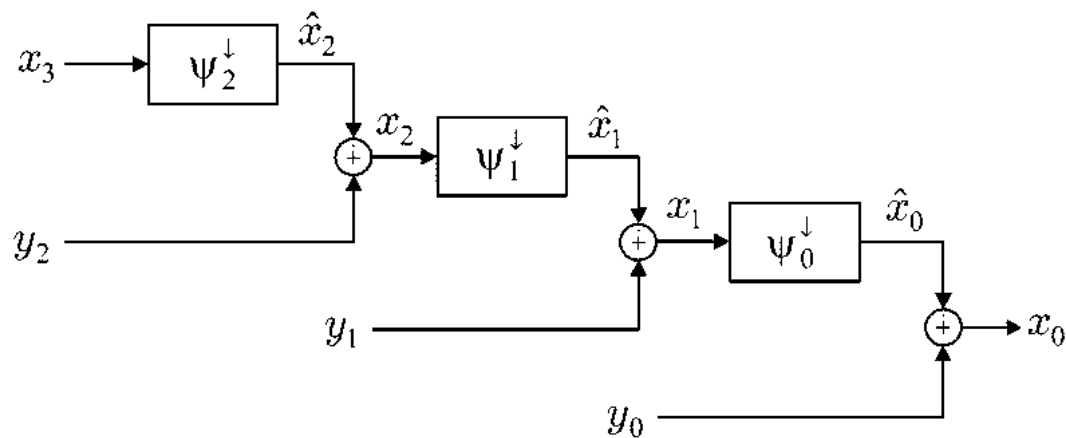 x₃ ψ₂↓ x̂₂
x₂ ψ₁↓ x̂₁
+
y₂
x₁ ψ₀↓ x̂₀
+
y₁
+ x₀
y₀